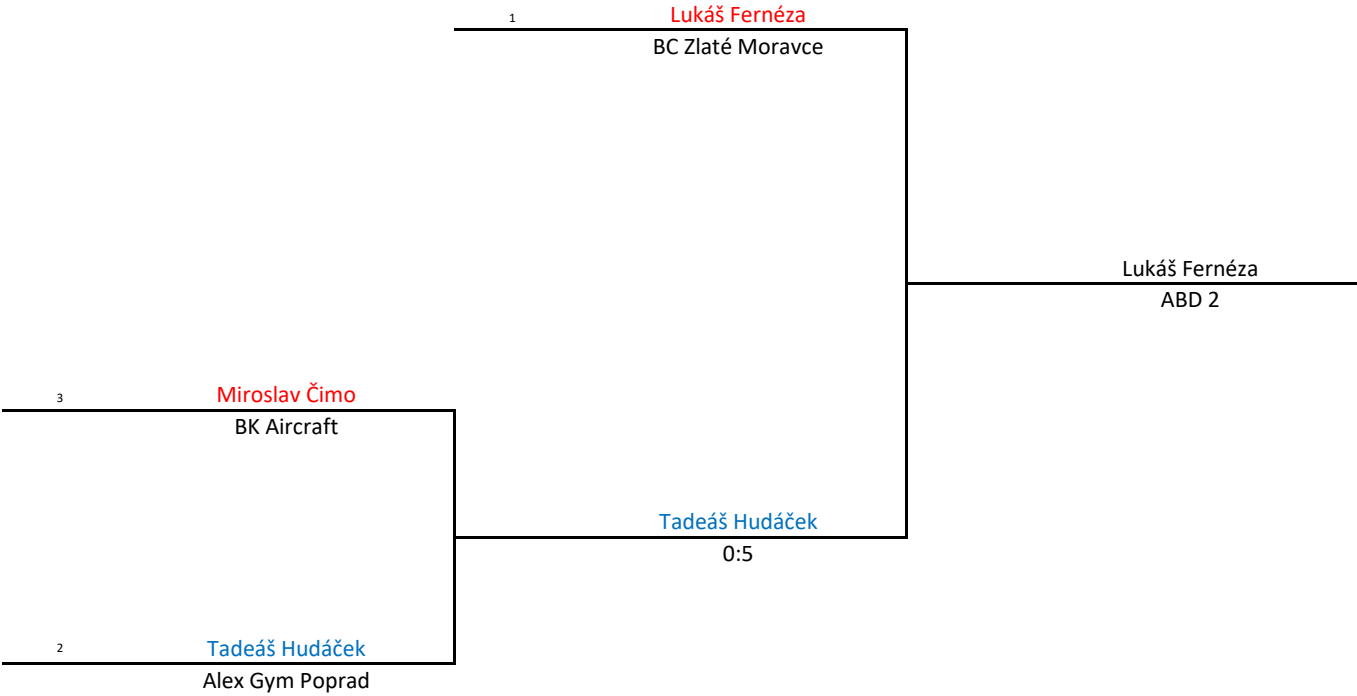 1 Lukáš Fernéza
BC Zlaté Moravce
Lukáš Fernéza
ABD 2
3 Miroslav Čimo
BK Aircraft
Tadeáš Hudáček
0:5
2 Tadeáš Hudáček
Alex Gym Poprad